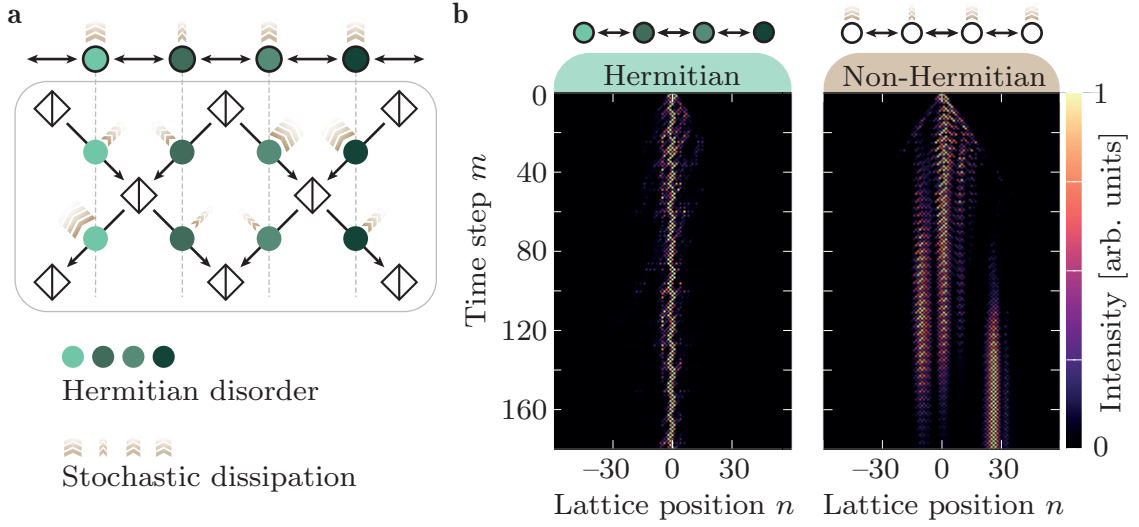 a
Hermitian disorder
Stochastic dissipation
b
Hermitian
Non-Hermitian
Time step m
0
40
80
120
160
−30
0
30
Lattice position n
−30
0
30
Lattice position n
1
0
Intensity [arb. units]